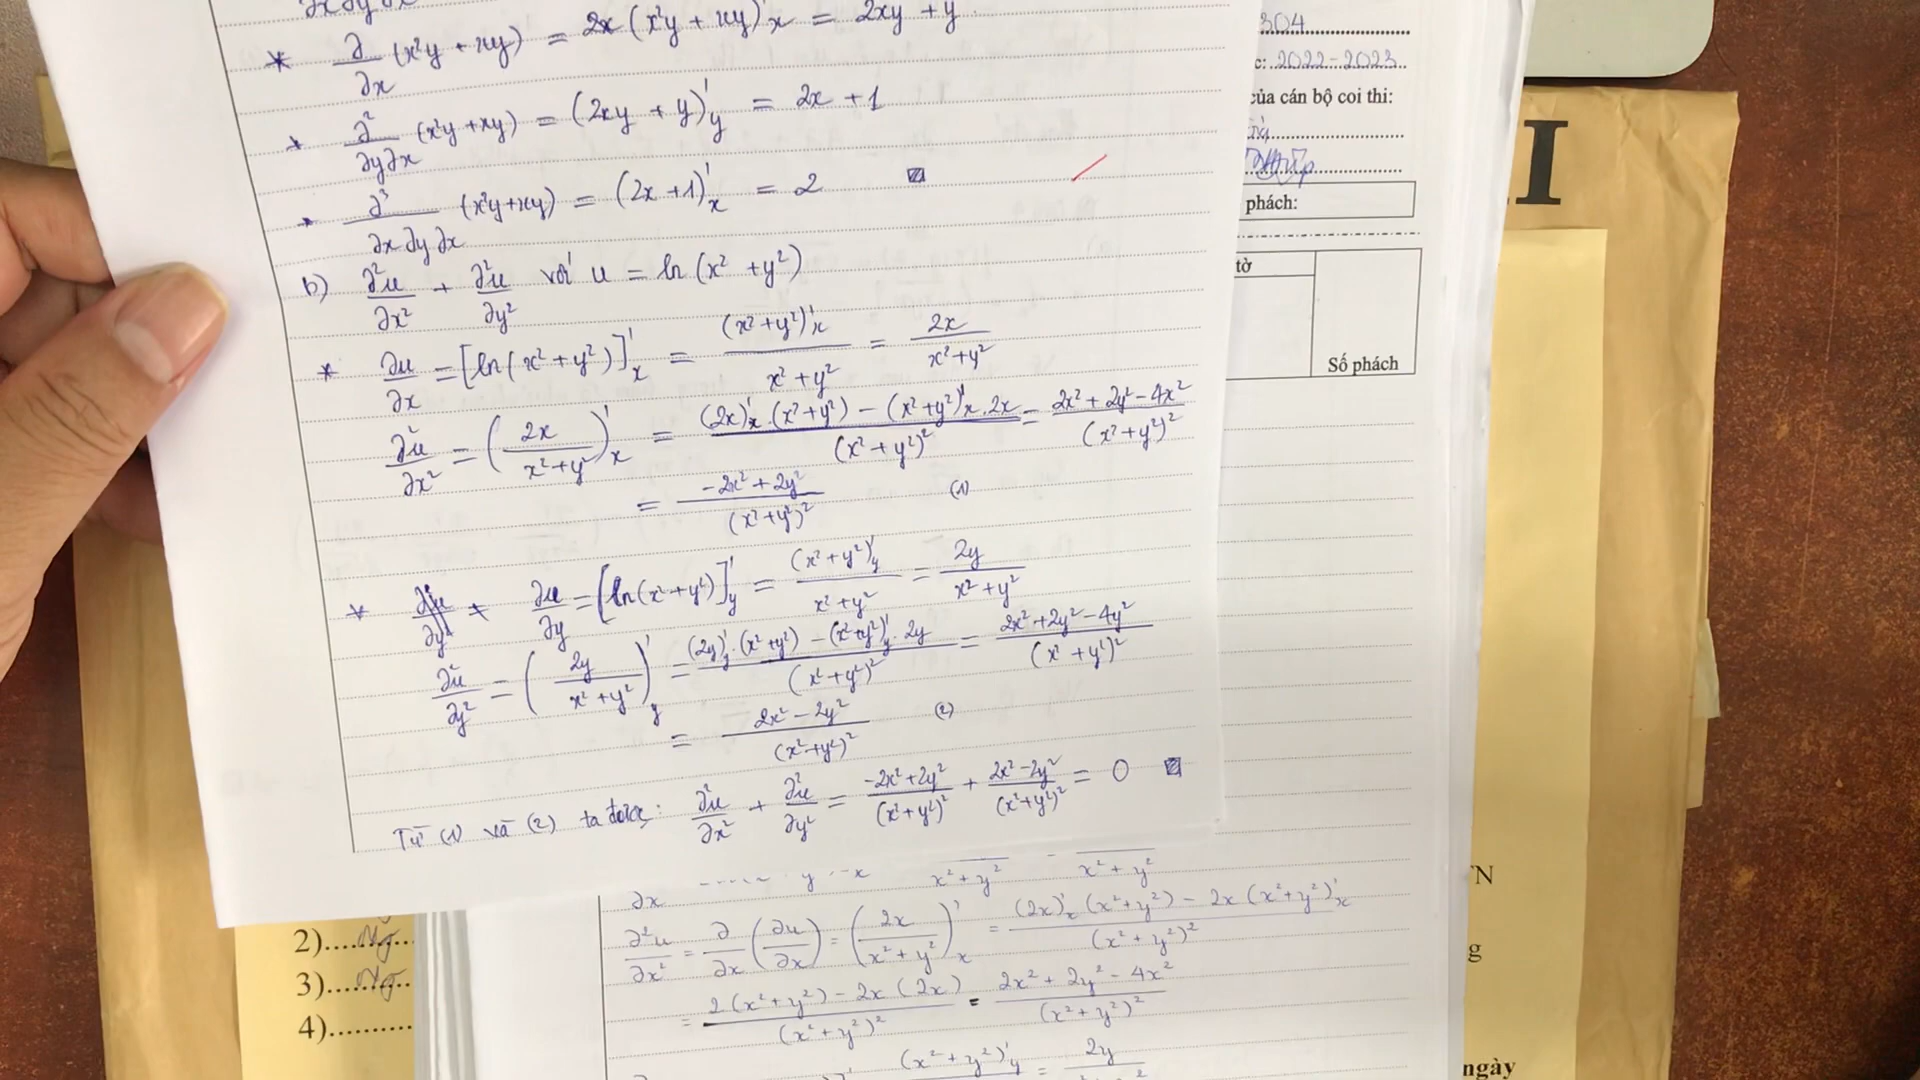 * ∂/∂x (x²y + xy) = 2x (x²y + xy)'x = 2xy + y
* ∂²/∂y∂x (x²y + xy) = (2xy + y)'y = 2x + 1
* ∂³/∂x∂y∂x (x²y + xy) = (2x + 1)'x = 2
b) ∂²u/∂x² + ∂²u/∂y² với u = ln (x² + y²)
* ∂u/∂x = [ln(x² + y²)]'x = (x² + y²)'x / (x² + y²) = 2x / (x² + y²)
∂²u/∂x² = (2x / (x² + y²))'x = ((2x)'x . (x² + y²) − (x² + y²)'x . 2x) / (x² + y²)² = (2x² + 2y² − 4x²) / (x² + y²)²
= (−2x² + 2y²) / (x² + y²)² (1)
* ∂u/∂y = [ln(x² + y²)]'y = (x² + y²)'y / (x² + y²) = 2y / (x² + y²)
∂²u/∂y² = (2y / (x² + y²))'y = ((2y)'y . (x² + y²) − (x² + y²)'y . 2y) / (x² + y²)² = (2x² + 2y² − 4y²) / (x² + y²)²
= (2x² − 2y²) / (x² + y²)² (2)
Từ (1) và (2) ta được: ∂²u/∂x² + ∂²u/∂y² = (−2x² + 2y²) / (x² + y²)² + (2x² − 2y²) / (x² + y²)² = 0
∂x x² + y² x² + y²
∂²u/∂x² = ∂/∂x (∂u/∂x) = (2x / (x² + y²))'x = ((2x)'x (x² + y²) − 2x (x² + y²)'x) / (x² + y²)²
= (2 (x² + y²) − 2x (2x)) / (x² + y²)² = (2x² + 2y² − 4x²) / (x² + y²)²
(x² + y²)'y = 2y
304
c: 2022-2023
của cán bộ coi thi:
phách:
tờ
Số phách
I
2)....
3)....
4)..........
TN
g
ngày